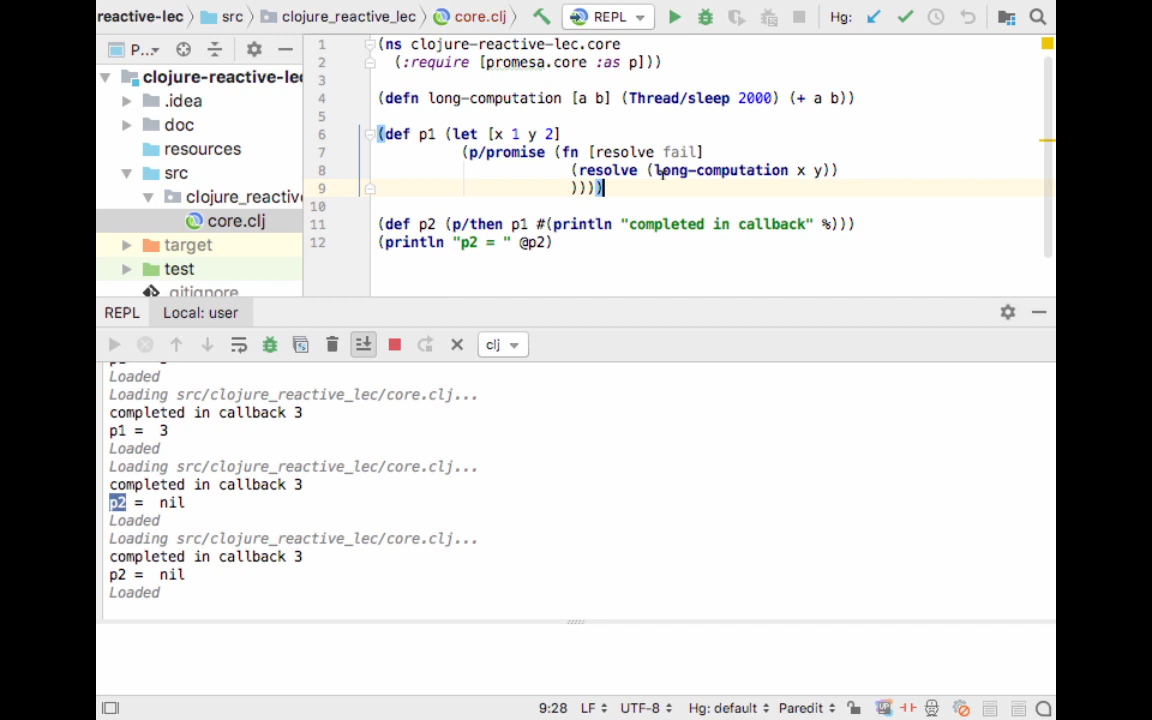 reactive-lec src clojure_reactive_lec core.clj REPL Hg:
P... 
clojure-reactive-lec
.idea
doc
resources
src
clojure_reactive
core.clj
target
test
.gitignore
1 (ns clojure-reactive-lec.core
2 (:require [promesa.core :as p]))
3
4 (defn long-computation [a b] (Thread/sleep 2000) (+ a b))
6 (def p1 (let [x 1 y 2]
7 (p/promise (fn [resolve fail]
8 (resolve (long-computation x y))
9 ))))
10
11 (def p2 (p/then p1 #(println "completed in callback" %)))
12 (println "p2 = " @p2)
REPL Local: user
clj
Loaded
Loading src/clojure_reactive_lec/core.clj...
completed in callback 3
p1 =  3
Loaded
Loading src/clojure_reactive_lec/core.clj...
completed in callback 3
p2 =  nil
Loaded
Loading src/clojure_reactive_lec/core.clj...
completed in callback 3
p2 =  nil
Loaded
9:28 LF UTF-8 Hg: default Paredit